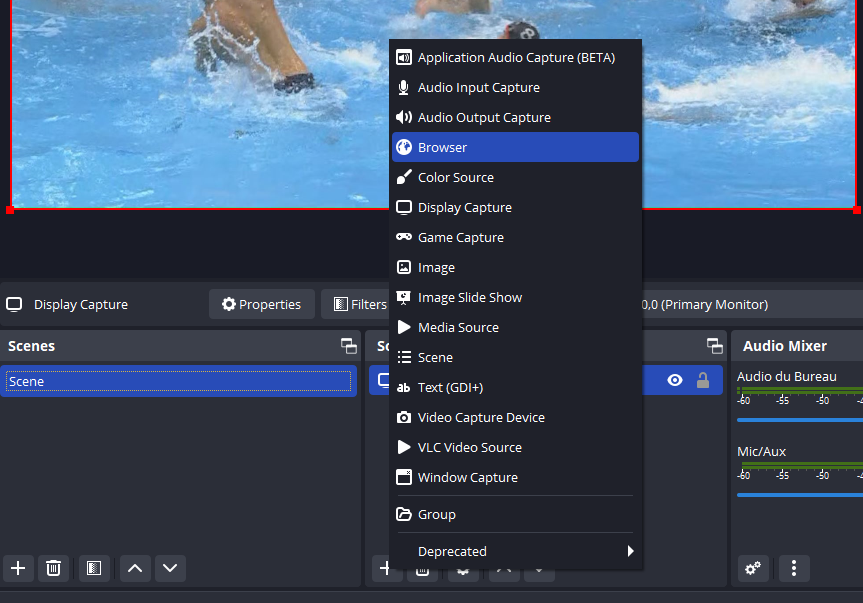 Application Audio Capture (BETA)
Audio Input Capture
Audio Output Capture
Browser
Color Source
Display Capture
Game Capture
Image
Image Slide Show
Media Source
Scene
ab Text (GDI+)
Video Capture Device
VLC Video Source
Window Capture
Group
Deprecated
Display Capture
Properties
Filters
0,0 (Primary Monitor)
Scenes
Sc
Audio Mixer
Scene
Audio du Bureau
-60 -55 -50
Mic/Aux
-60 -55 -50